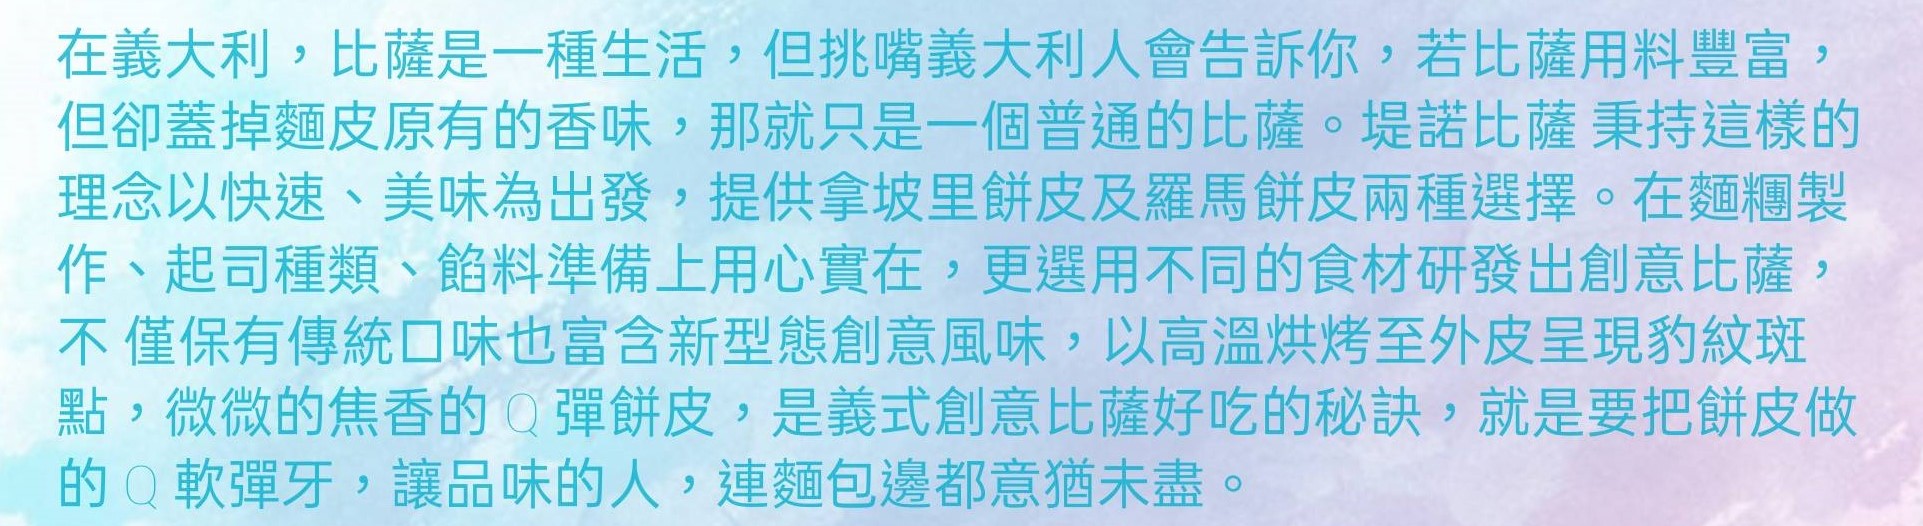 在義大利，比薩是一種生活，但挑嘴義大利人會告訴你，若比薩用料豐富，
但卻蓋掉麵皮原有的香味，那就只是一個普通的比薩。堤諾比薩 秉持這樣的
理念以快速、美味為出發，提供拿坡里餅皮及羅馬餅皮兩種選擇。在麵糰製
作、起司種類、餡料準備上用心實在，更選用不同的食材研發出創意比薩，
不 僅保有傳統口味也富含新型態創意風味，以高溫烘烤至外皮呈現豹紋斑
點，微微的焦香的 Q 彈餅皮，是義式創意比薩好吃的秘訣，就是要把餅皮做
的 Q 軟彈牙，讓品味的人，連麵包邊都意猶未盡。